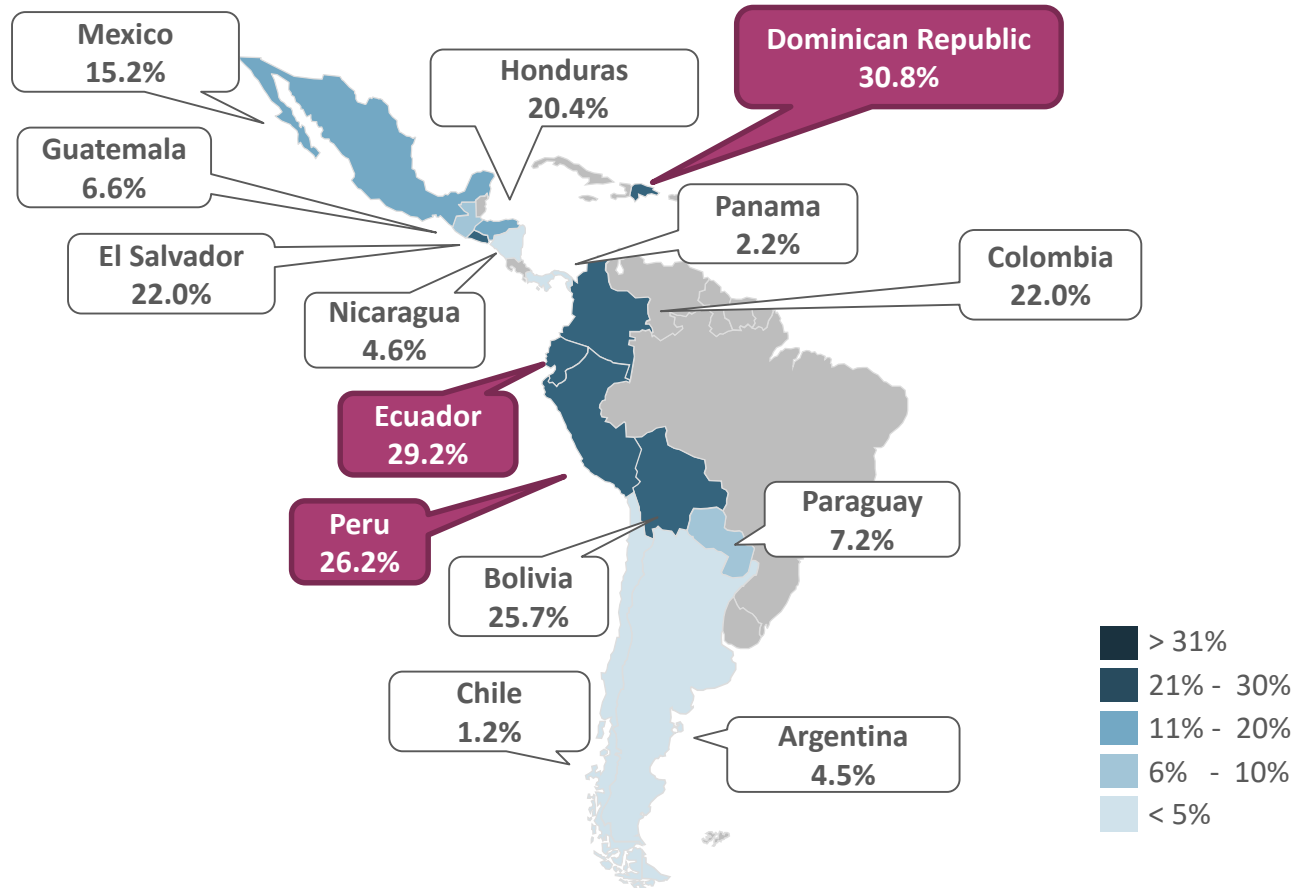 Mexico
15.2%
Honduras
20.4%
Dominican Republic
30.8%
Guatemala
6.6%
Panama
2.2%
El Salvador
22.0%
Colombia
22.0%
Nicaragua
4.6%
Ecuador
29.2%
Peru
26.2%
Paraguay
7.2%
Bolivia
25.7%
Chile
1.2%
Argentina
4.5%
> 31%
21% - 30%
11% - 20%
6% - 10%
< 5%